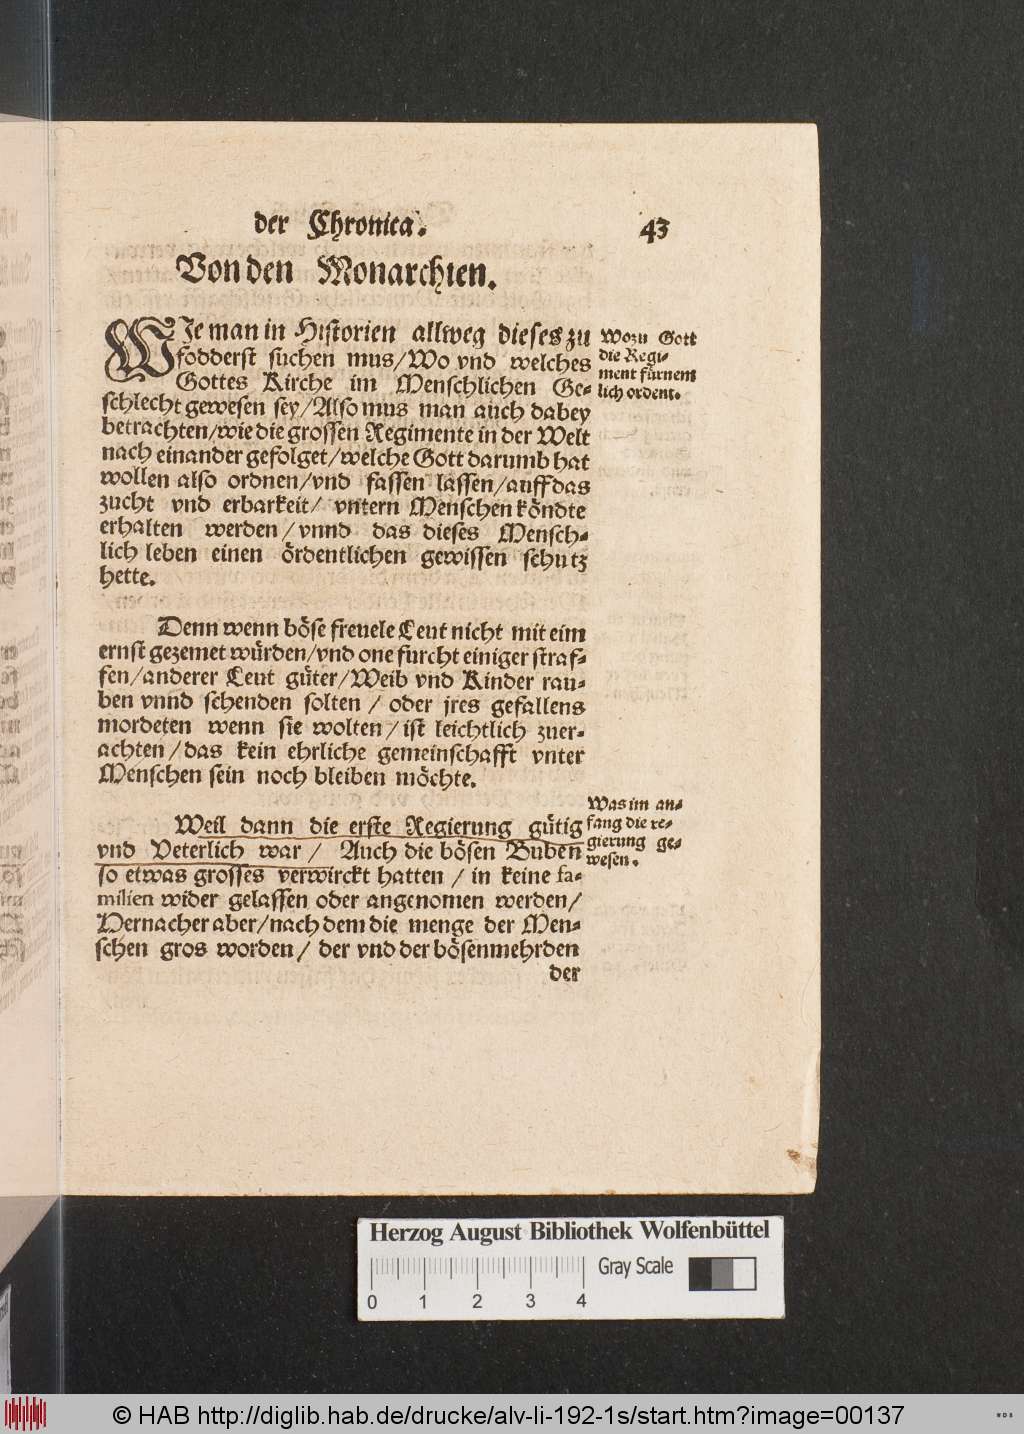 der Chronica. 43
Von den Monarchien.
WIe man in Historien allweg dieses zu
fodderst suchen mus/Wo vnd welches
Gottes Kirche im Menschlichen Ge-
schlecht gewesen sey/Also mus man auch dabey
betrachten/wie die grossen Regimente in der Welt
nach einander gefolget/welche Gott darumb hat
wollen also ordnen/vnd fassen lassen/auff das
zucht vnd erbarkeit/ vntern Menschen köndte
erhalten werden/vnnd das dieses Mensch-
lich leben einen ördentlichen gewissen schutz
hette.
Wozu Gott
die Regi-
ment fürnem
lich ordent.
Denn wenn böse freuele Leut nicht mit eim
ernst gezemet würden/vnd one furcht einiger straf-
fen/anderer Leut güter/Weib vnd Kinder rau-
ben vnnd schenden solten / oder jres gefallens
mordeten wenn sie wolten/ist leichtlich zuer-
achten/das kein ehrliche gemeinschafft vnter
Menschen sein noch bleiben möchte.
Weil dann die erste Regierung gütig
vnd Veterlich war / Auch die bösen Buben
so etwas grosses verwirckt hatten / in keine fa-
milien wider gelassen oder angenomen werden/
Hernacher aber/nach dem die menge der Men-
schen gros worden / der vnd der bösen mehr den
der
Was im an-
fang die re-
gierung ge-
wesen.
Herzog August Bibliothek Wolfenbüttel
Gray Scale
0 1 2 3 4
© HAB http://diglib.hab.de/drucke/alv-li-192-1s/start.htm?image=00137